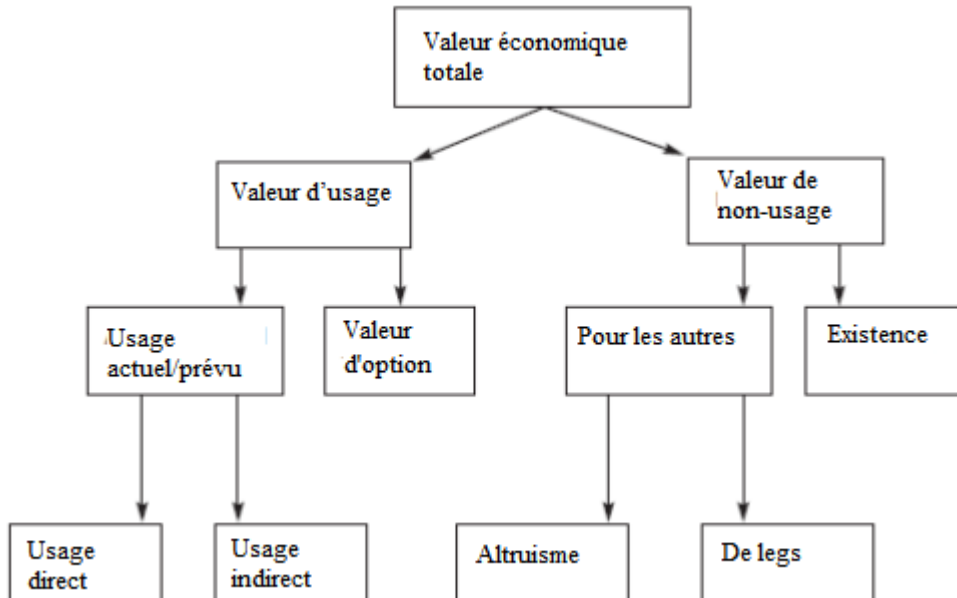 Valeur économique
totale
Valeur d’usage
Valeur de
non-usage
Usage
actuel/prévu
Valeur
d'option
Pour les autres
Existence
Usage
direct
Usage
indirect
Altruisme
De legs